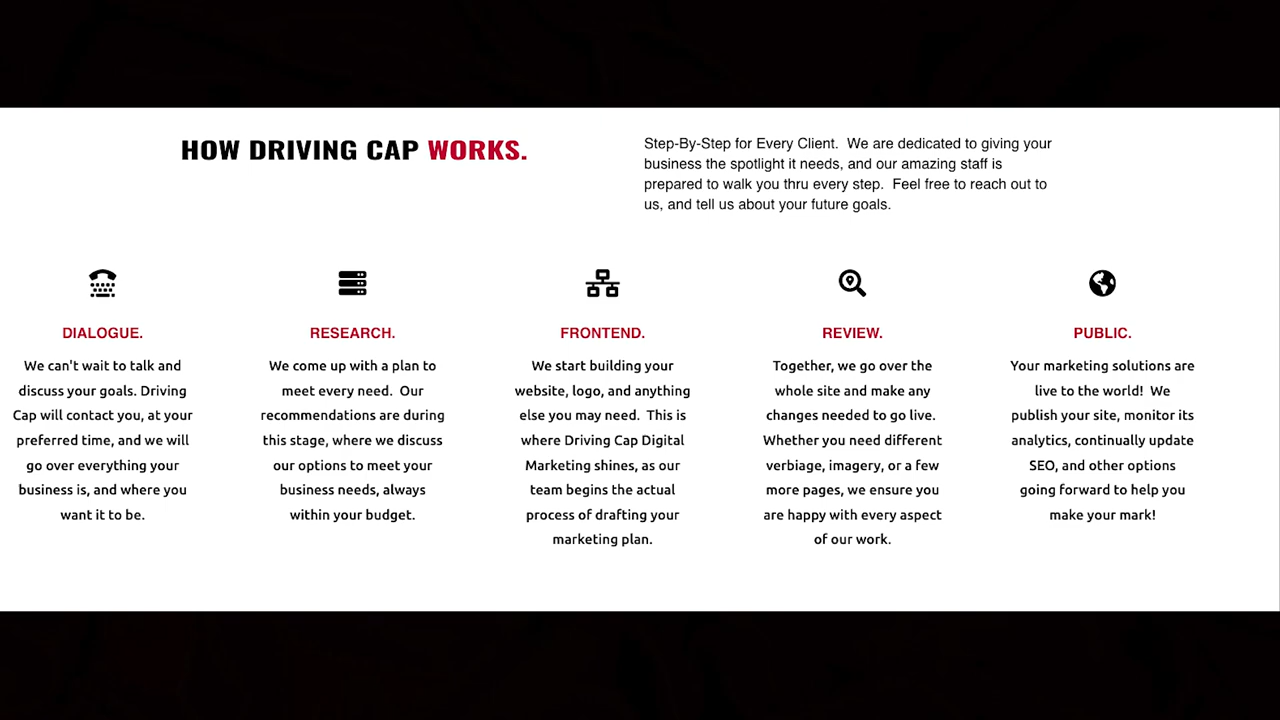 HOW DRIVING CAP WORKS.
Step-By-Step for Every Client.  We are dedicated to giving your
business the spotlight it needs, and our amazing staff is
prepared to walk you thru every step.  Feel free to reach out to
us, and tell us about your future goals.
DIALOGUE.
We can't wait to talk and
discuss your goals. Driving
Cap will contact you, at your
preferred time, and we will
go over everything your
business is, and where you
want it to be.
RESEARCH.
We come up with a plan to
meet every need.  Our
recommendations are during
this stage, where we discuss
our options to meet your
business needs, always
within your budget.
FRONTEND.
We start building your
website, logo, and anything
else you may need.  This is
where Driving Cap Digital
Marketing shines, as our
team begins the actual
process of drafting your
marketing plan.
REVIEW.
Together, we go over the
whole site and make any
changes needed to go live.
Whether you need different
verbiage, imagery, or a few
more pages, we ensure you
are happy with every aspect
of our work.
PUBLIC.
Your marketing solutions are
live to the world!  We
publish your site, monitor its
analytics, continually update
SEO, and other options
going forward to help you
make your mark!